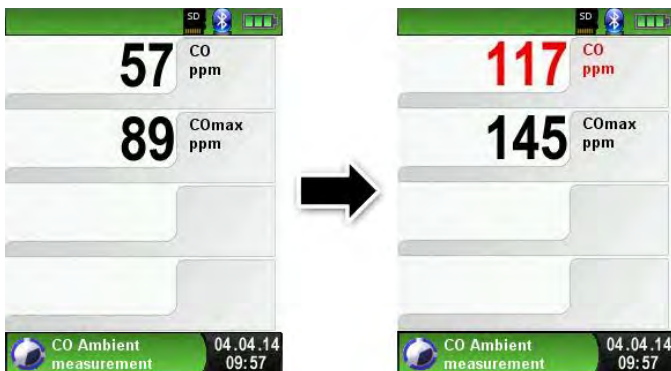 SD
57 CO
ppm
89 COmax
ppm
CO Ambient
measurement
04.04.14
09:57
SD
117 CO
ppm
145 COmax
ppm
CO Ambient
measurement
04.04.14
09:57